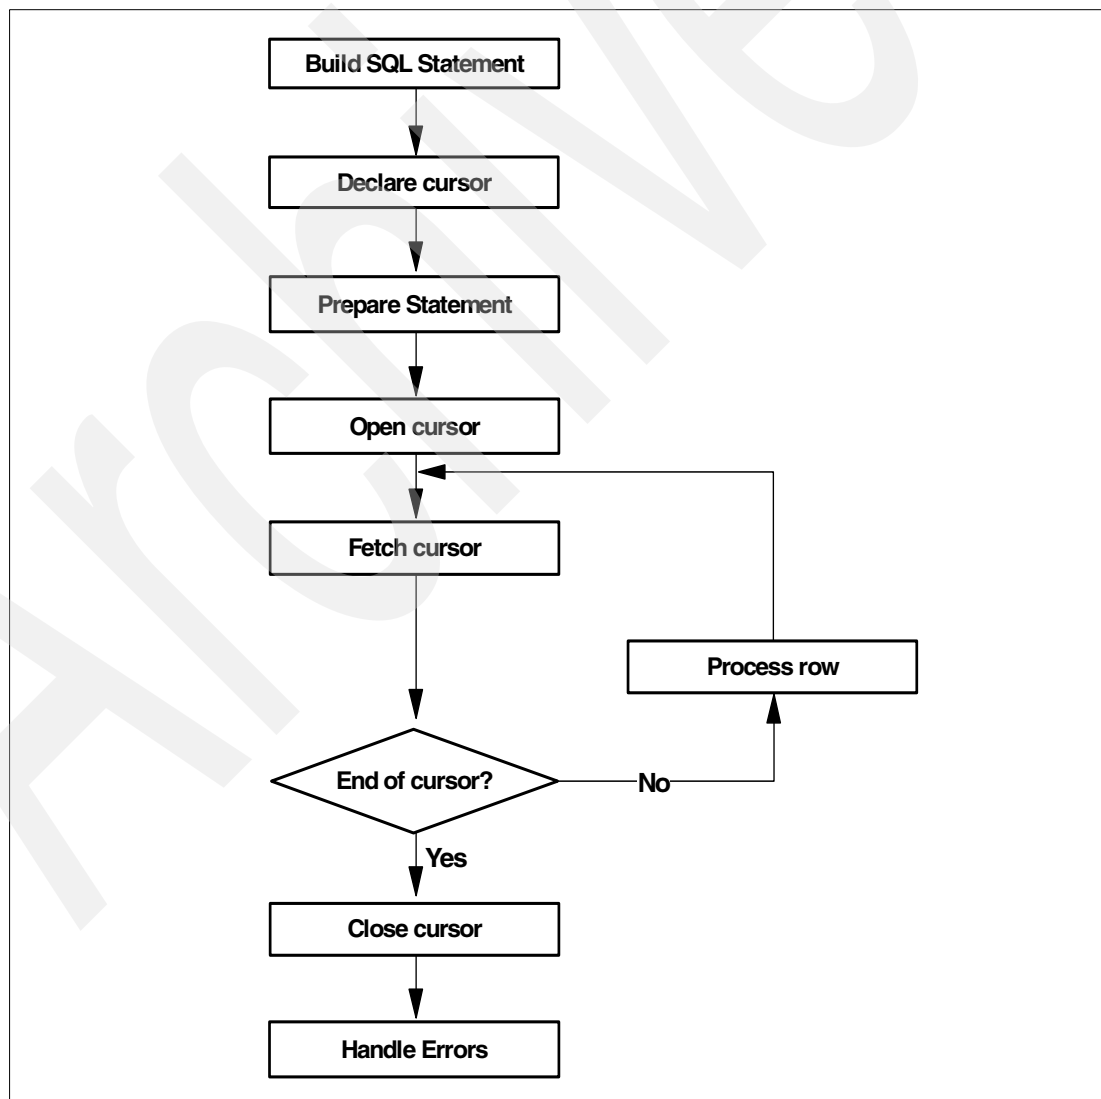 Build SQL Statement
Declare cursor
Prepare Statement
Open cursor
Fetch cursor
Process row
End of cursor?
No
Yes
Close cursor
Handle Errors
Archive